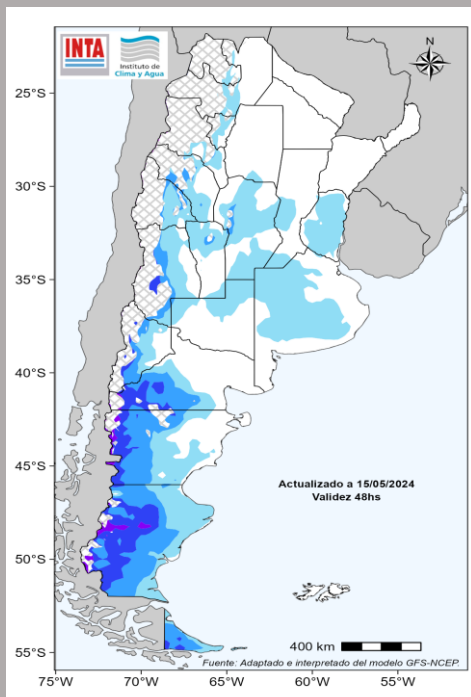 INTA
Instituto de
Clima y Agua
N
25°S
30°S
35°S
40°S
45°S
50°S
55°S
Actualizado a 15/05/2024
Validez 48hs
400 km
Fuente: Adaptado e interpretado del modelo GFS-NCEP.
75°W
70°W
65°W
60°W
55°W